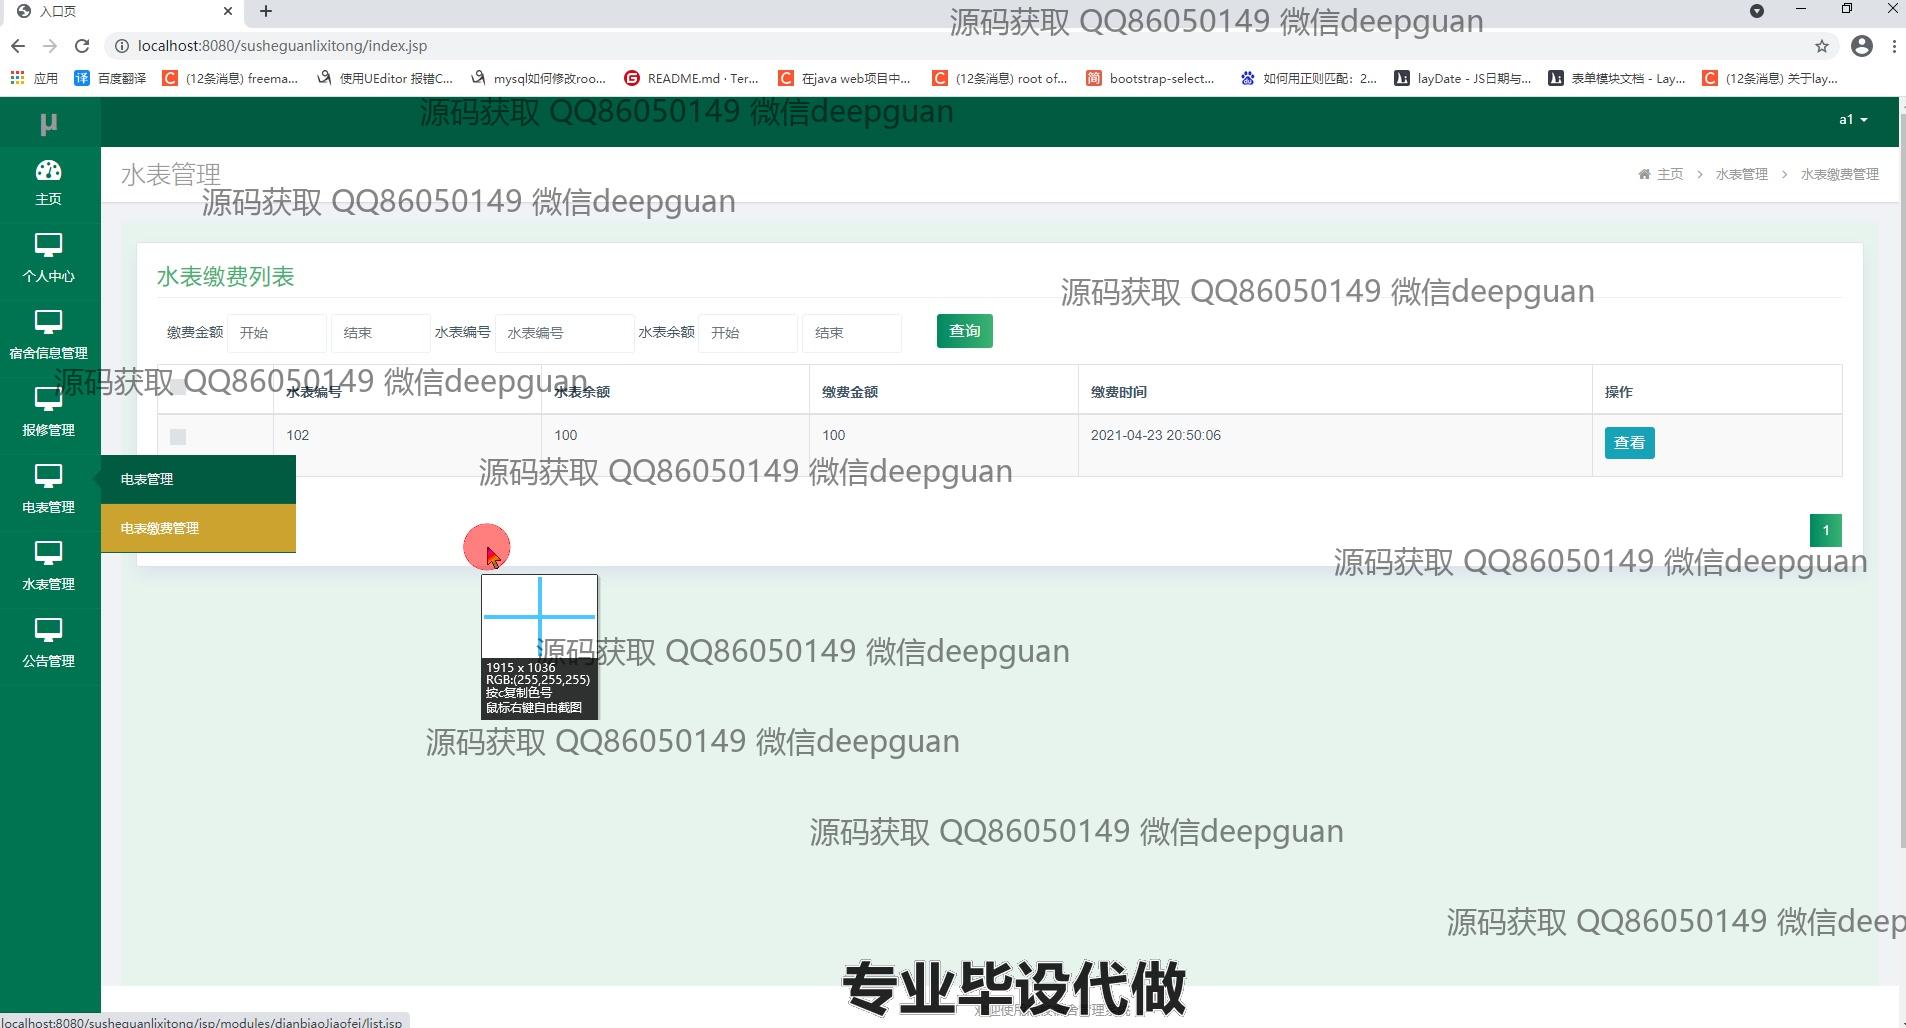 入口页
localhost:8080/susheguanlixitong/index.jsp
应用
百度翻译
(12条消息) freema...
使用UEditor 报错C...
mysql如何修改roo...
README.md · Ter...
在java web项目中...
(12条消息) root of...
bootstrap-select...
如何用正则匹配：2...
layDate - JS日期与...
表单模块文档 - Lay...
(12条消息) 关于lay...
源码获取 QQ86050149 微信deepguan
源码获取 QQ86050149 微信deepguan
μ
a1
主页
水表管理
主页 > 水表管理 > 水表缴费管理
源码获取 QQ86050149 微信deepguan
个人中心
水表缴费列表
源码获取 QQ86050149 微信deepguan
缴费金额 开始 结束 水表编号 水表编号 水表余额 开始 结束 查询
宿舍信息管理
源码获取 QQ86050149 微信deepguan
水表编号 水表余额 缴费金额 缴费时间 操作
102 100 100 2021-04-23 20:50:06 查看
报修管理
源码获取 QQ86050149 微信deepguan
电表管理
电表管理
电表缴费管理
1
源码获取 QQ86050149 微信deepguan
水表管理
公告管理
源码获取 QQ86050149 微信deepguan
1915 x 1036
RGB:(255,255,255)
按c复制色号
鼠标右键自由截图
源码获取 QQ86050149 微信deepguan
源码获取 QQ86050149 微信deepguan
源码获取 QQ86050149 微信deep
专业毕设代做
localhost:8080/susheguanlixitong/jsp/modules/dianbiaoJiaofei/list.jsp